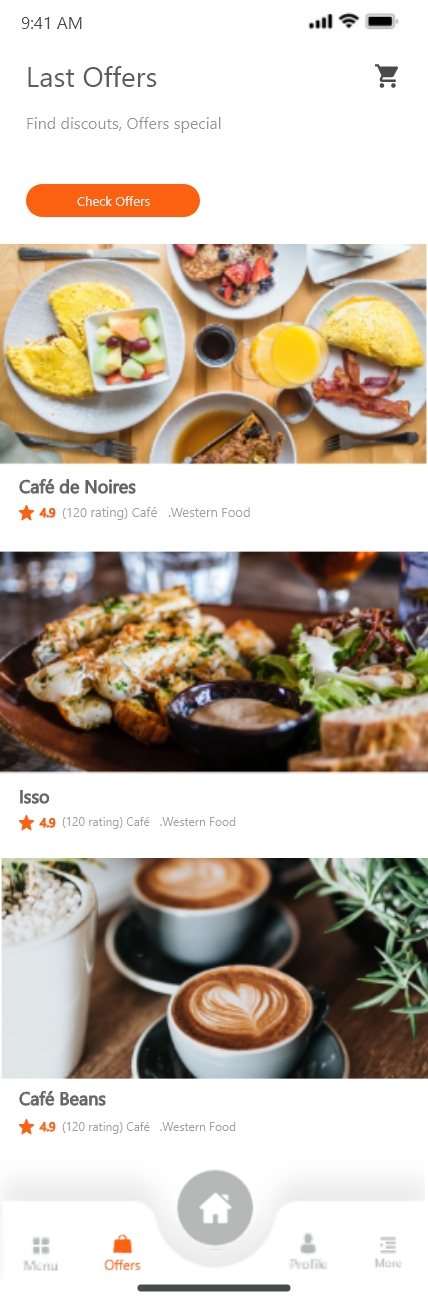 9:41 AM
Last Offers
Find discouts, Offers special
Check Offers
Café de Noires
4.9 (120 rating) Café .Western Food
Isso
4.9 (120 rating) Café .Western Food
Café Beans
4.9 (120 rating) Café .Western Food
Menu Offers Profile More